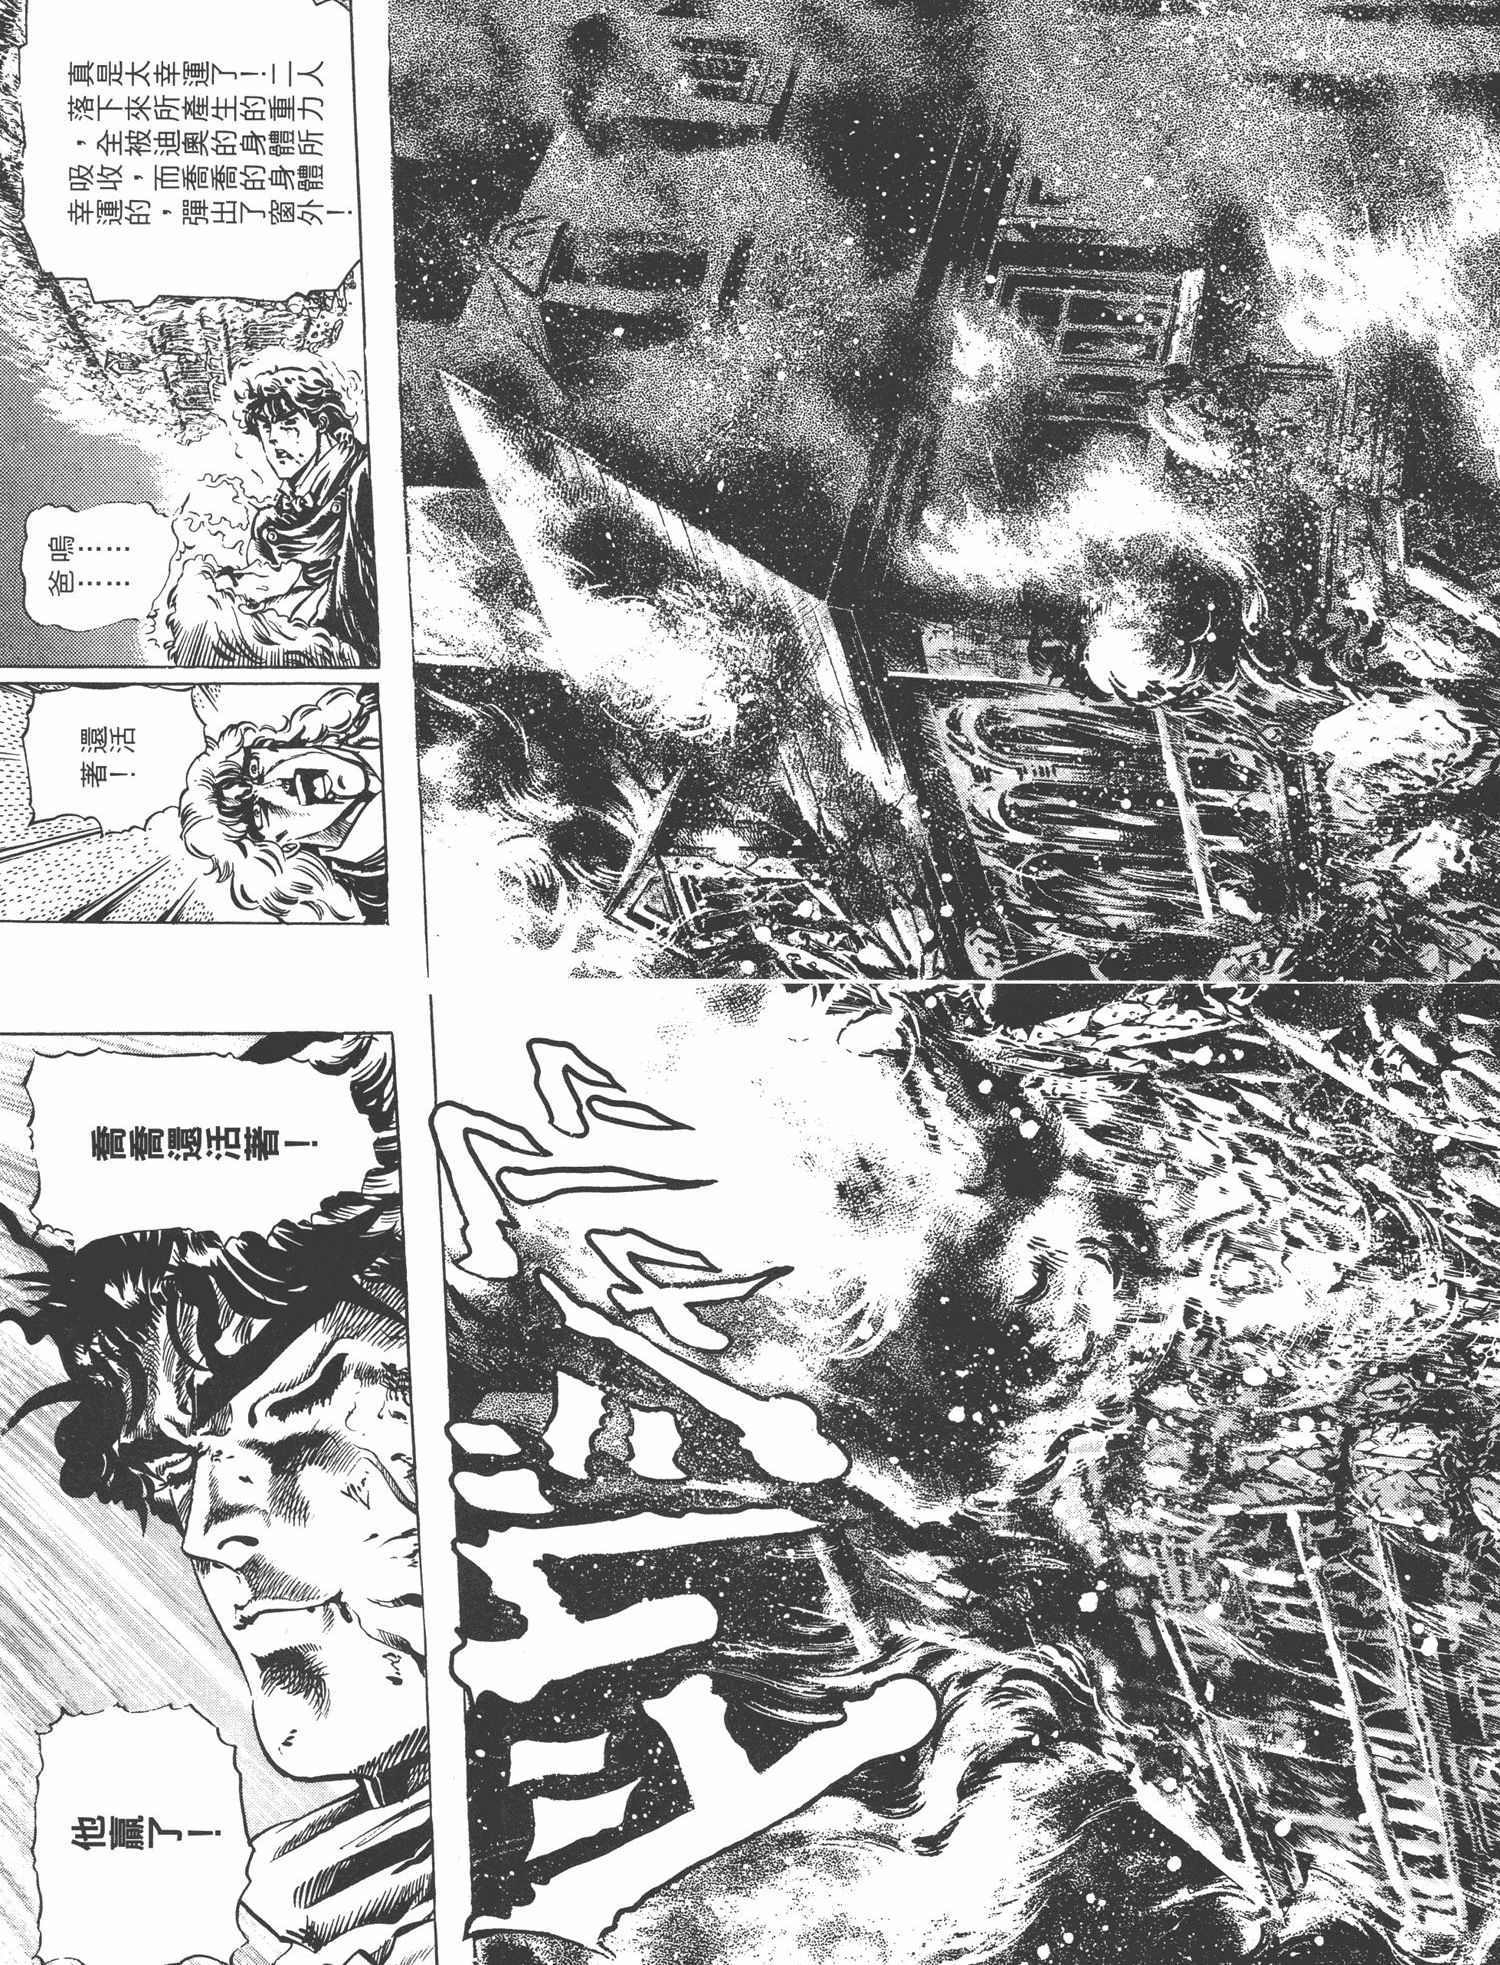 真是太幸運了！二人
落下來所產生的重力
，全被迪奧的身體所
吸收，而喬喬的身體
幸運的，彈出了窗外！
嗚……
爸……
還活
著！
喬喬還活著！
他贏了！